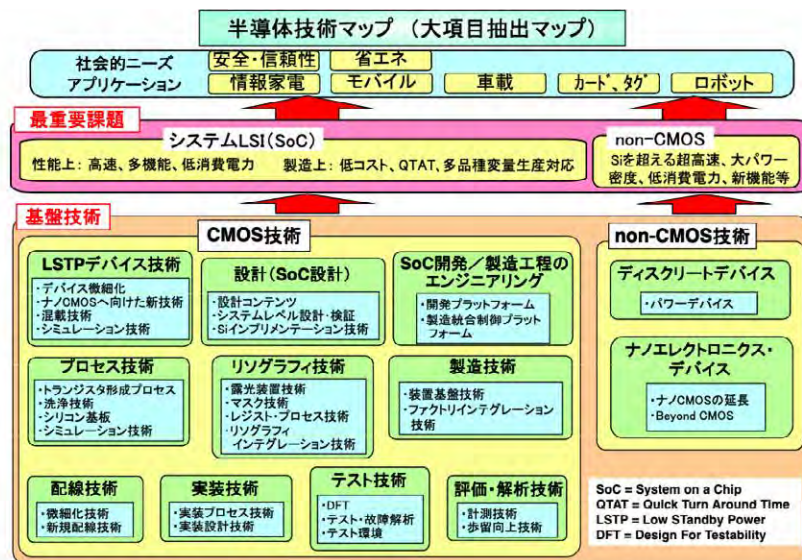 半導体技術マップ (大項目抽出マップ)
社会的ニーズ
アプリケーション
安全・信頼性
省エネ
情報家電
モバイル
車載
カード、タグ
ロボット
最重要課題
システムLSI(SoC)
性能上: 高速、多機能、低消費電力 製造上: 低コスト、QTAT、多品種変量生産対応
non-CMOS
Siを超える超高速、大パワー
密度、低消費電力、新機能等
基盤技術
CMOS技術
LSTPデバイス技術
・デバイス微細化
・ナノCMOSへ向けた新技術
・混載技術
・シミュレーション技術
設計(SoC設計)
・設計コンテンツ
・システムレベル設計・検証
・Siインプリメンテーション技術
SoC開発/製造工程の
エンジニアリング
・開発プラットフォーム
・製造統合制御プラット
フォーム
プロセス技術
・トランジスタ形成プロセス
・洗浄技術
・シリコン基板
・シミュレーション技術
リソグラフィ技術
・露光装置技術
・マスク技術
・レジスト・プロセス技術
・リソグラフィ
インテグレーション技術
製造技術
・装置基盤技術
・ファクトリインテグレーション
技術
配線技術
・微細化技術
・新規配線技術
実装技術
・実装プロセス技術
・実装設計技術
テスト技術
・DFT
・テスト・故障解析
・テスト環境
評価・解析技術
・計測技術
・歩留向上技術
non-CMOS技術
ディスクリートデバイス
・パワーデバイス
ナノエレクトロニクス・
デバイス
・ナノCMOSの延長
・Beyond CMOS
SoC = System on a Chip
QTAT = Quick Turn Around Time
LSTP = Low STandby Power
DFT = Design For Testability